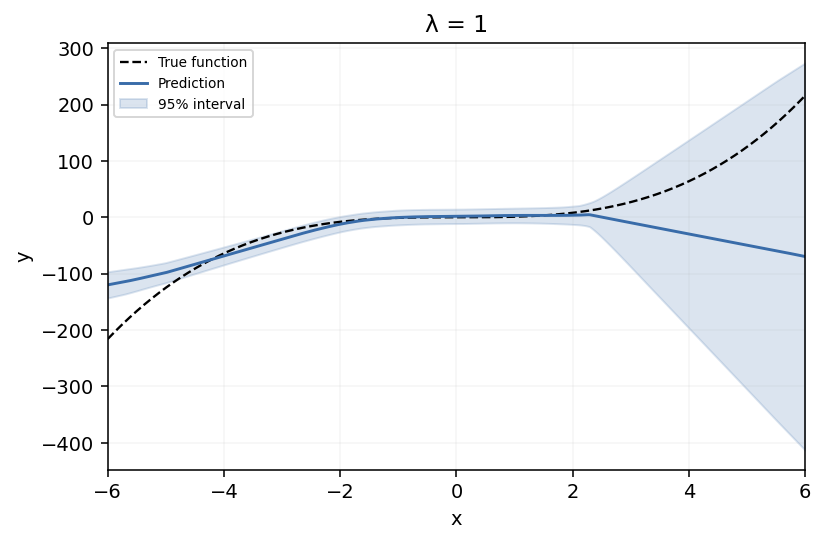 λ = 1
True function
Prediction
95% interval
300
200
100
0
−100
−200
−300
−400
y
−6
−4
−2
0
2
4
6
x